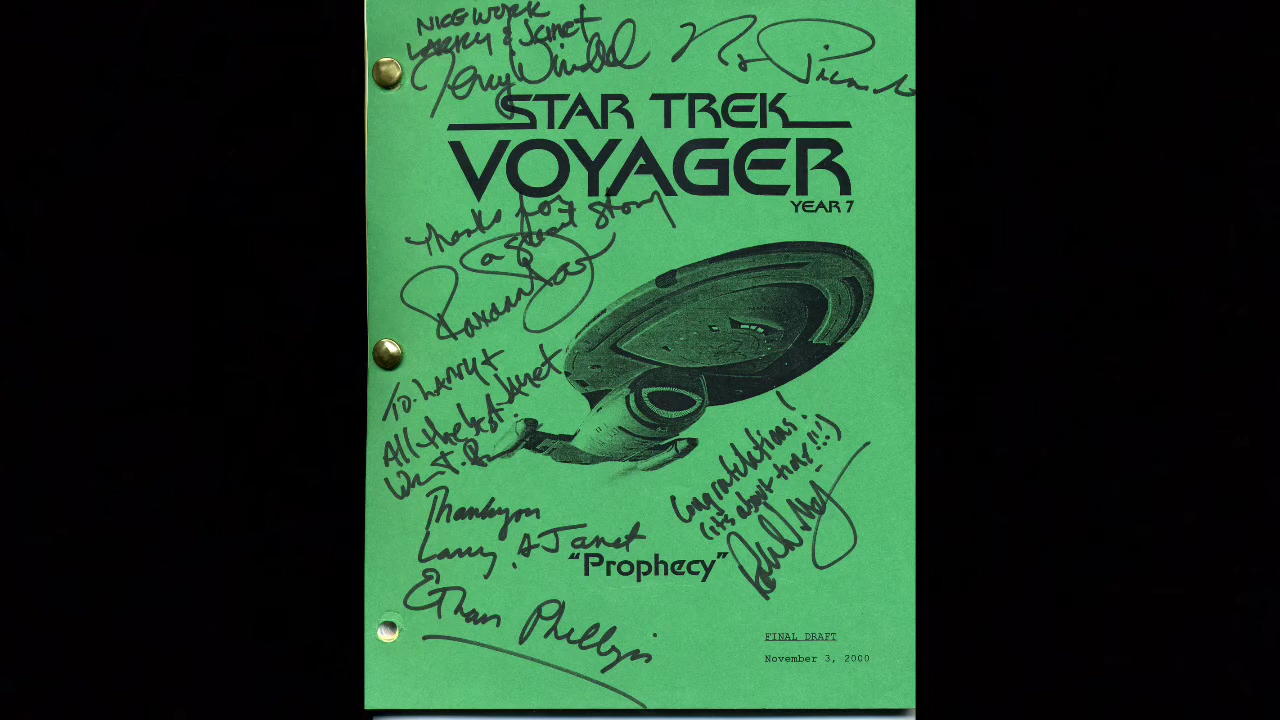 NICE WORK
LARRY & Janet
STAR TREK
VOYAGER
YEAR 7
Thanks for
a great story
To Larry +
Janet
All the best.
Congratulations!
(it's about time!!!)
Thank you
Larry & Janet
"Prophecy"
Ethan Phillips
FINAL DRAFT
November 3, 2000